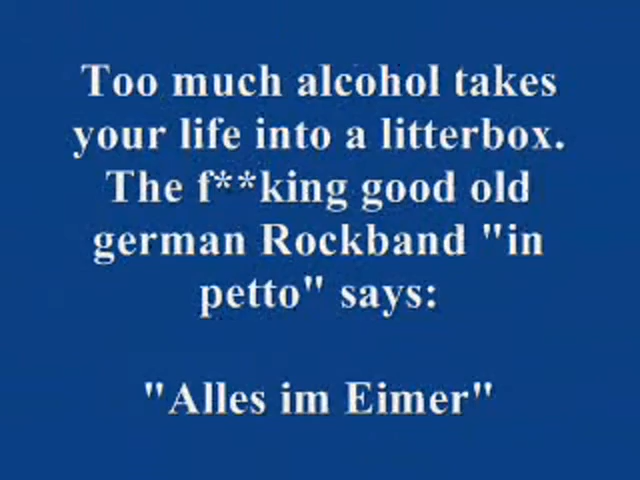 Too much alcohol takes
your life into a litterbox.
The f**king good old
german Rockband "in
petto" says:
"Alles im Eimer"